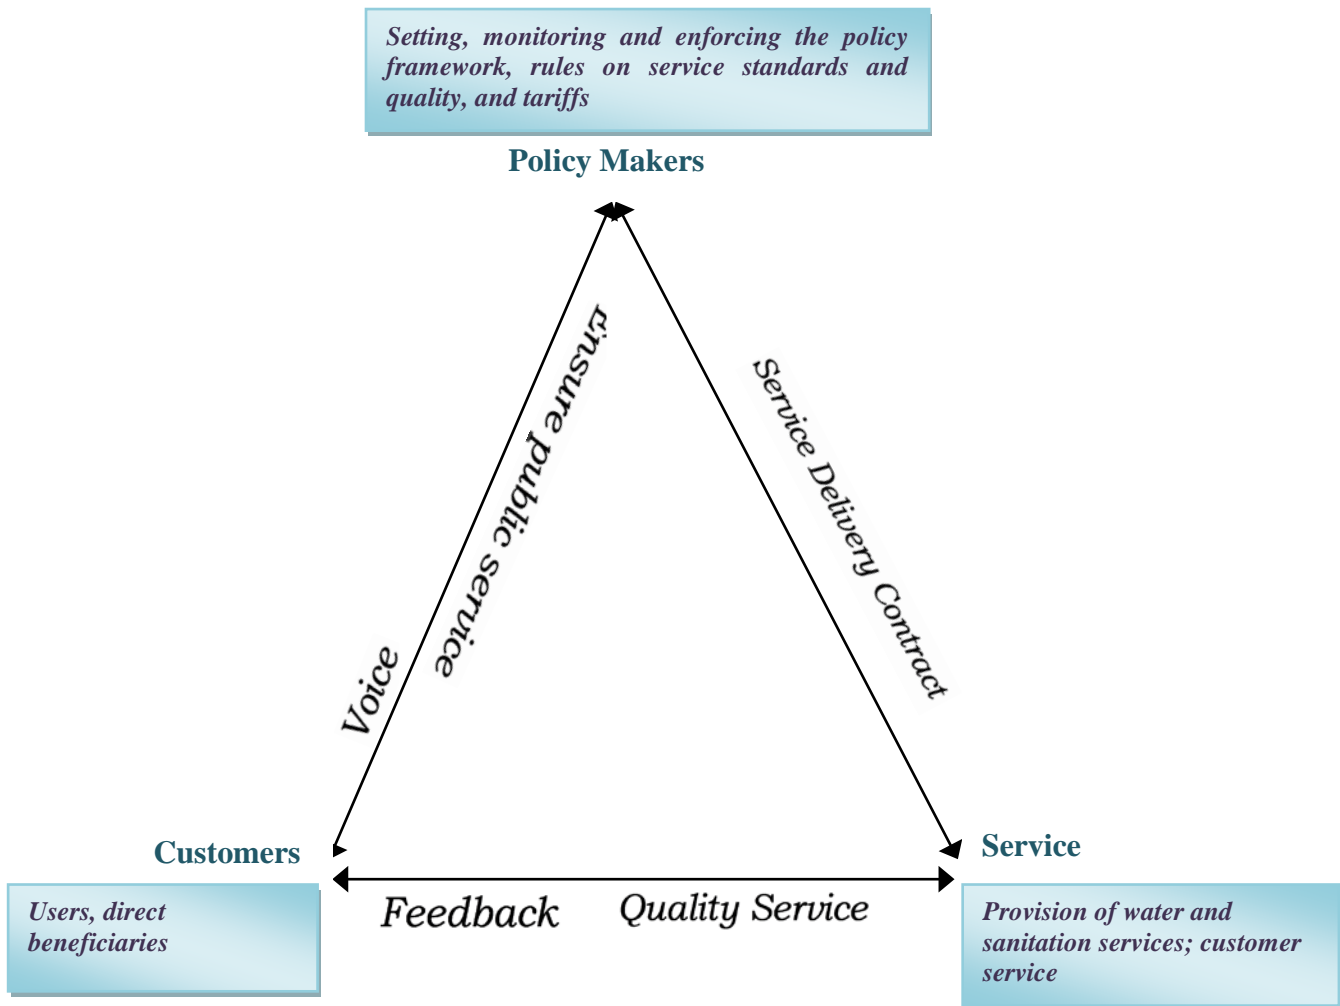 Setting, monitoring and enforcing the policy
framework, rules on service standards and
quality, and tariffs
Policy Makers
Ensure public service
Service Delivery Contract
Voice
Customers
Service
Feedback
Quality Service
Users, direct
beneficiaries
Provision of water and
sanitation services; customer
service